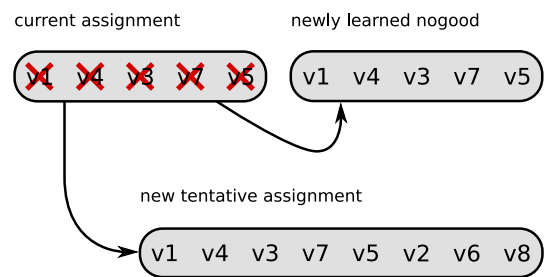 current assignment
newly learned nogood
v1 v4 v3 v7 v5
v1 v4 v3 v7 v5
new tentative assignment
v1 v4 v3 v7 v5 v2 v6 v8